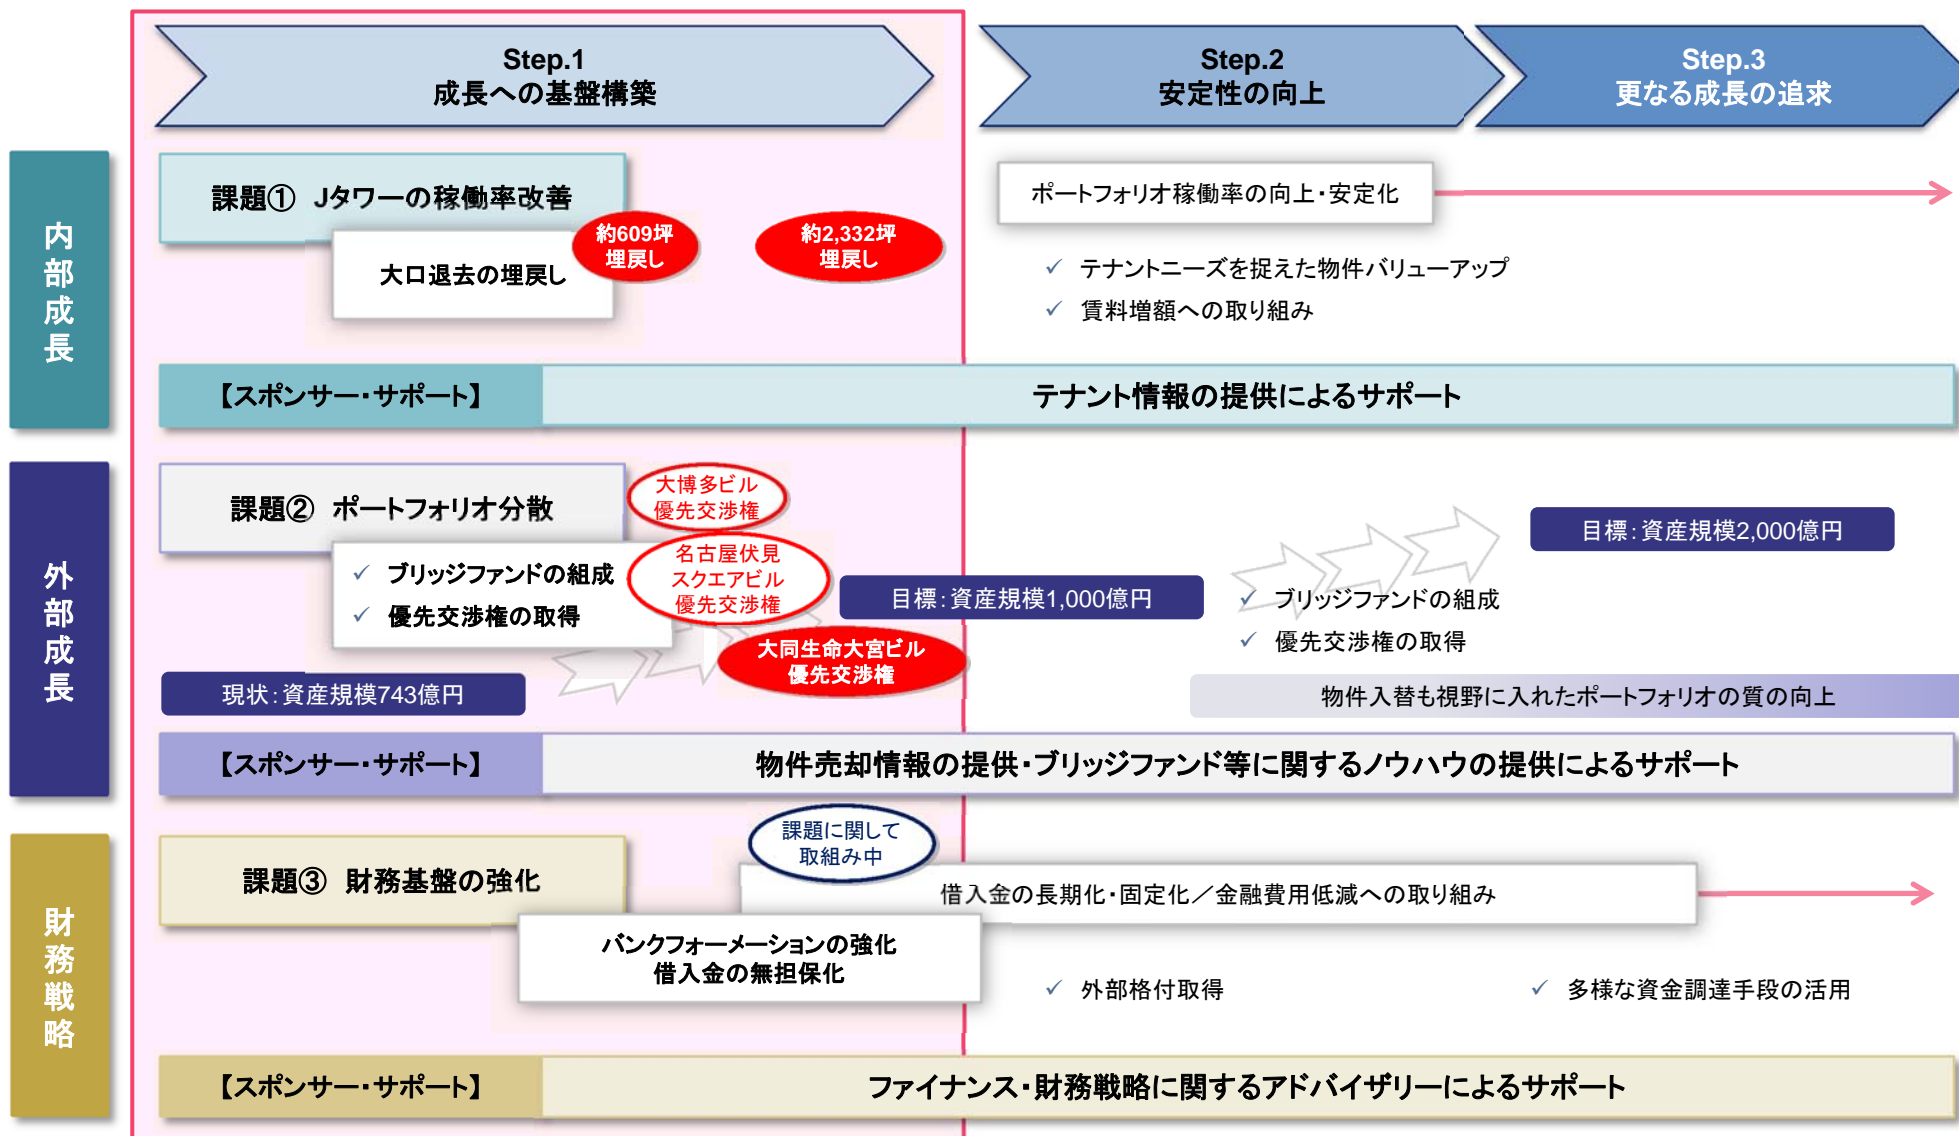 Step.1
成長への基盤構築
Step.2
安定性の向上
Step.3
更なる成長の追求
内部成長
課題① Jタワーの稼働率改善
大口退去の埋戻し
約609坪
埋戻し
約2,332坪
埋戻し
ポートフォリオ稼働率の向上・安定化
✓ テナントニーズを捉えた物件バリューアップ
✓ 賃料増額への取り組み
【スポンサー・サポート】
テナント情報の提供によるサポート
外部成長
課題② ポートフォリオ分散
✓ ブリッジファンドの組成
✓ 優先交渉権の取得
大博多ビル
優先交渉権
名古屋伏見
スクエアビル
優先交渉権
大同生命大宮ビル
優先交渉権
現状：資産規模743億円
目標：資産規模1,000億円
目標：資産規模2,000億円
✓ ブリッジファンドの組成
✓ 優先交渉権の取得
物件入替も視野に入れたポートフォリオの質の向上
【スポンサー・サポート】
物件売却情報の提供・ブリッジファンド等に関するノウハウの提供によるサポート
財務戦略
課題③ 財務基盤の強化
課題に関して
取組み中
借入金の長期化・固定化／金融費用低減への取り組み
バンクフォーメーションの強化
借入金の無担保化
✓ 外部格付取得
✓ 多様な資金調達手段の活用
【スポンサー・サポート】
ファイナンス・財務戦略に関するアドバイザリーによるサポート